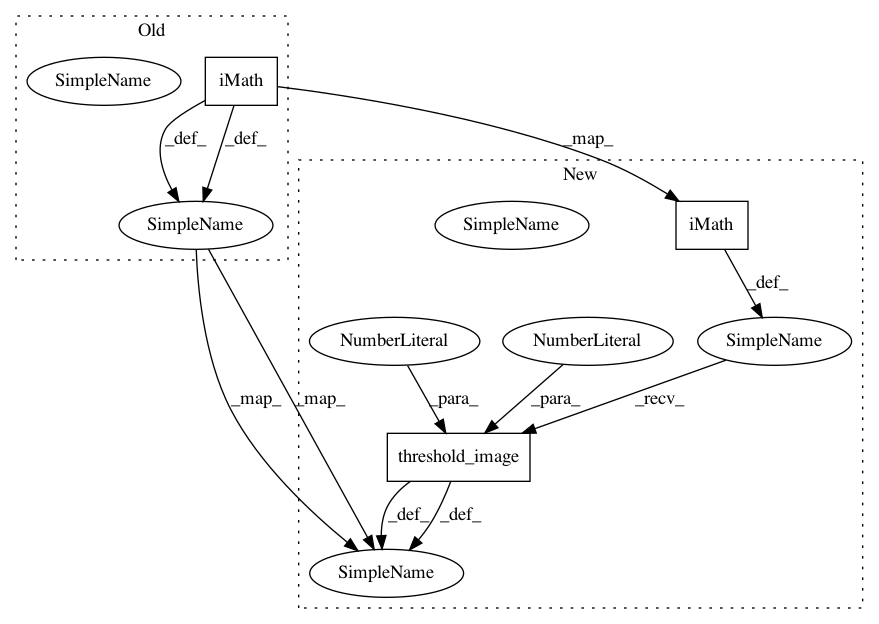 Old
SimpleName
iMath
_def_
_def_
_map_
New
SimpleName
SimpleName
iMath
_def_
NumberLiteral
NumberLiteral
SimpleName
_map_
_map_
_para_
_para_
_recv_
threshold_image
_def_
_def_
SimpleName